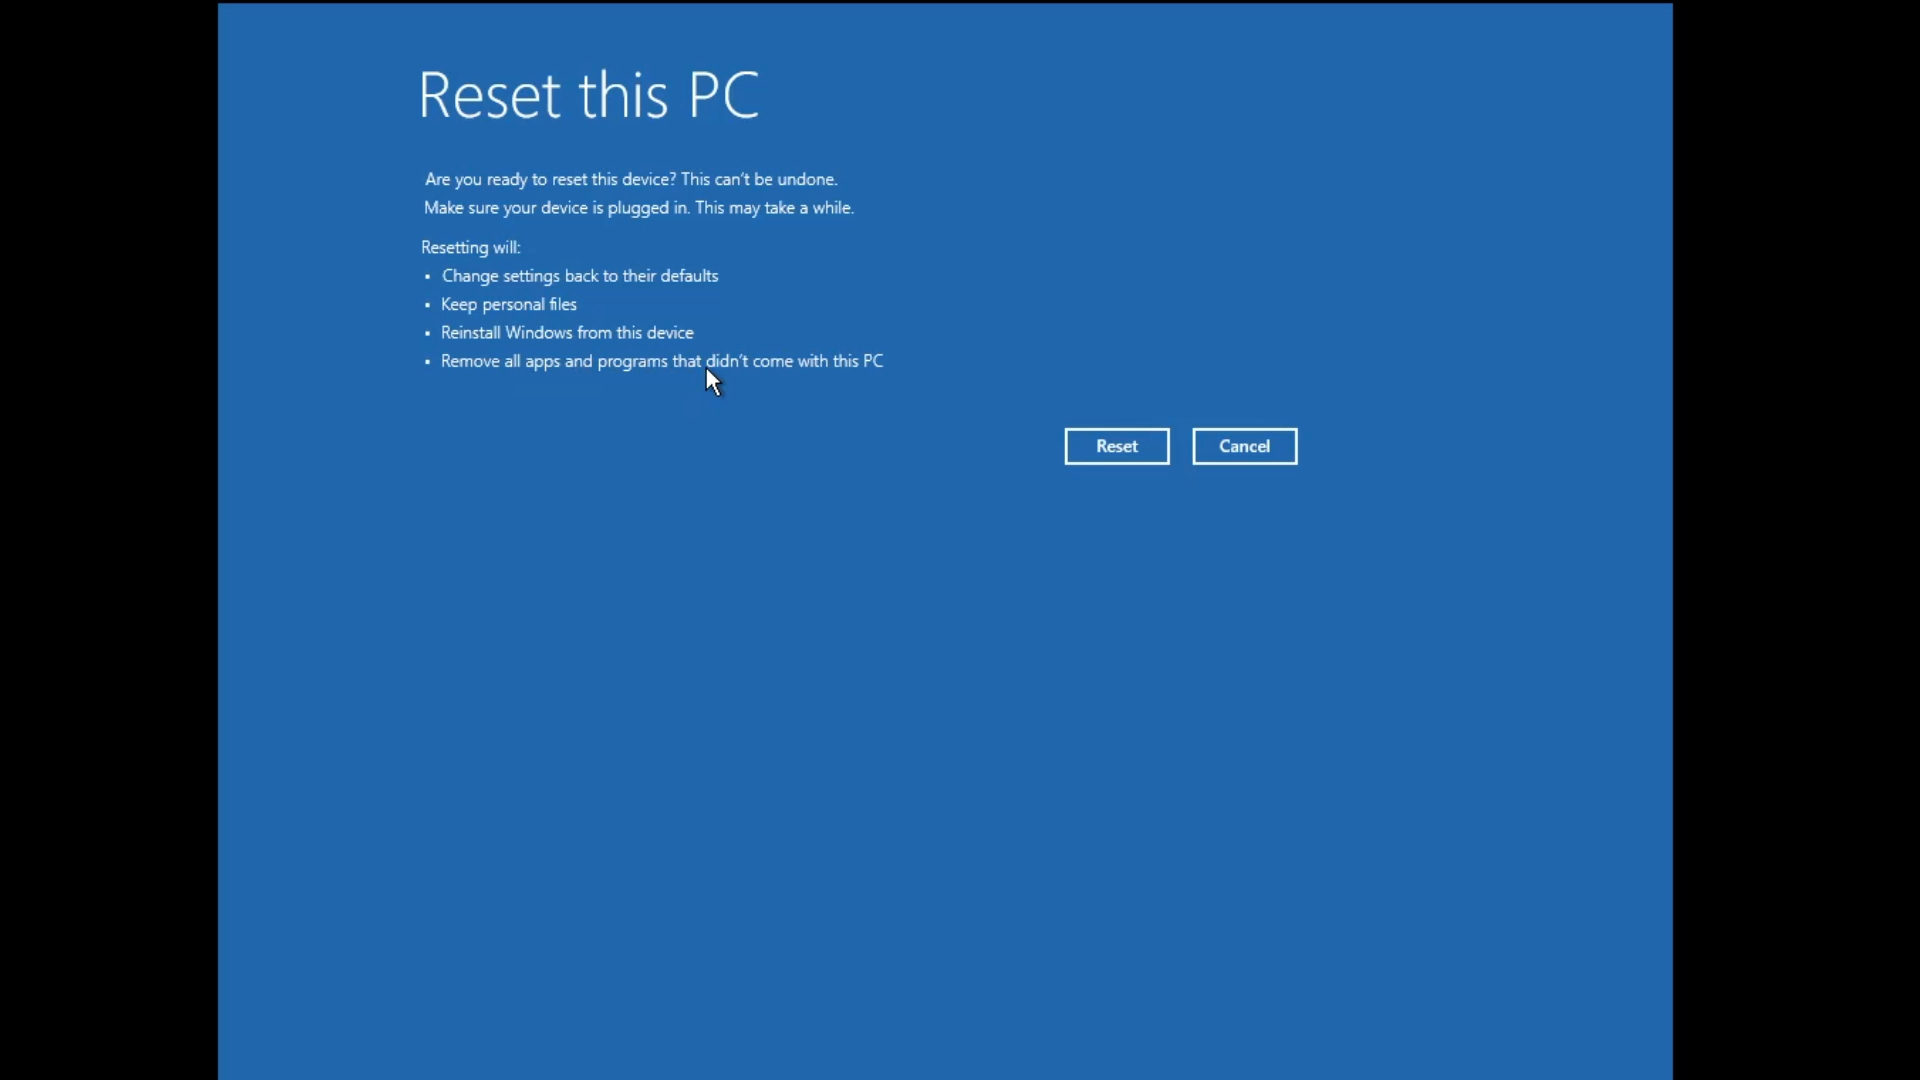 Reset this PC
Are you ready to reset this device? This can't be undone.
Make sure your device is plugged in. This may take a while.
Resetting will:
• Change settings back to their defaults
• Keep personal files
• Reinstall Windows from this device
• Remove all apps and programs that didn't come with this PC
Reset Cancel